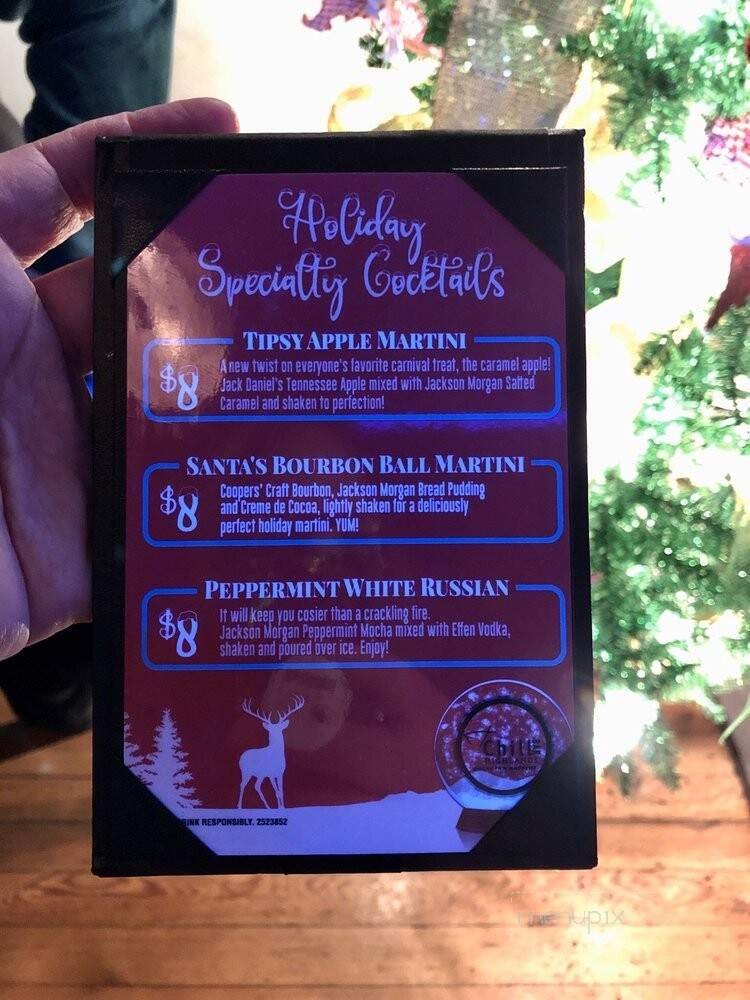 Holiday
Specialty Cocktails
TIPSY APPLE MARTINI
$8
A new twist on everyone's favorite carnival treat, the caramel apple!
Jack Daniel's Tennessee Apple mixed with Jackson Morgan Salted
Caramel and shaken to perfection!
SANTA'S BOURBON BALL MARTINI
$8
Coopers' Craft Bourbon, Jackson Morgan Bread Pudding
and Creme de Cocoa, lightly shaken for a deliciously
perfect holiday martini. YUM!
PEPPERMINT WHITE RUSSIAN
$8
It will keep you cosier than a crackling fire.
Jackson Morgan Peppermint Mocha mixed with Effen Vodka,
shaken and poured over ice. Enjoy!
Chill
HIGHLANDS
RINK RESPONSIBLY. 2523852